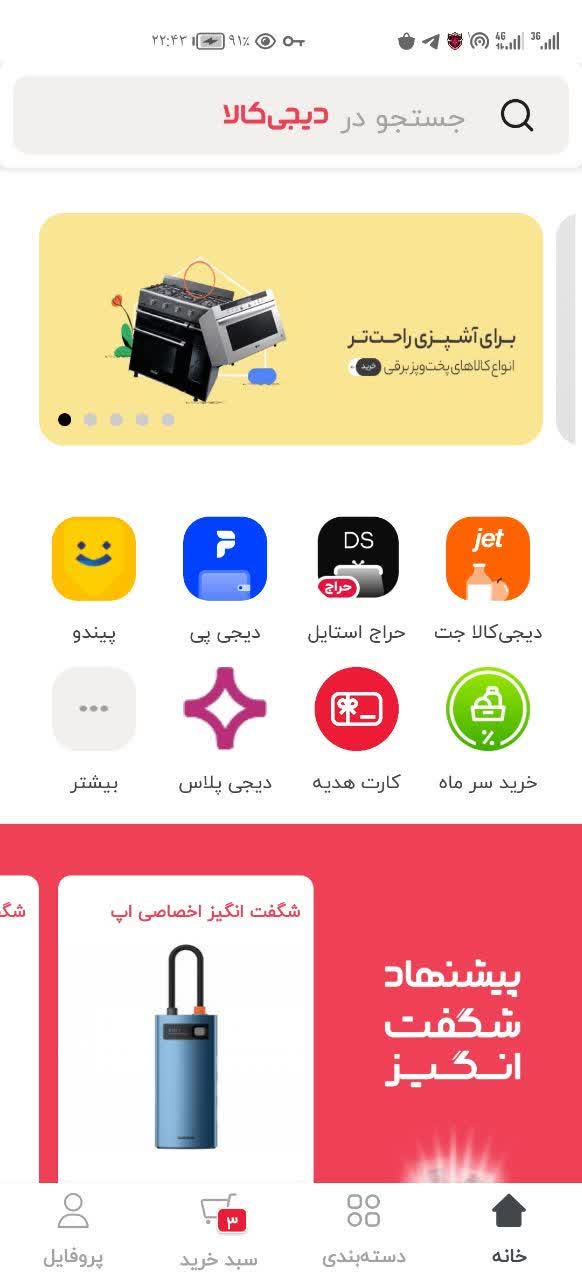 ۲۲:۴۳ ۹۱٪ 4G 3G
جستجو در دیجی‌کالا
برای آشپزی راحت‌تر
انواع کالاهای پخت‌وپز برقی خرید
jet
DS
حراج
دیجی‌کالا جت
حراج استایل
دیجی پی
پیندو
خرید سر ماه
کارت هدیه
دیجی پلاس
بیشتر
پیشنهاد
شگفت
انگیز
شگفت انگیز اختصاصی اپ
شگ
خانه
دسته‌بندی
سبد خرید
۳
پروفایل